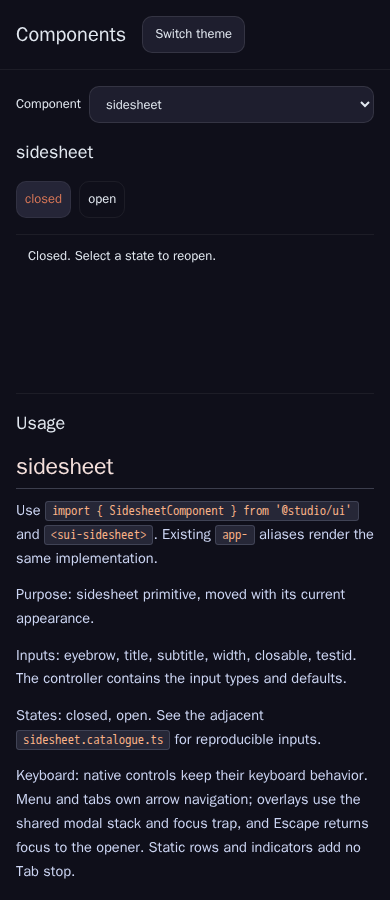 Components
Switch theme
Component
sidesheet
sidesheet
closed
open
Closed. Select a state to reopen.
Usage
sidesheet
Use import { SidesheetComponent } from '@studio/ui'
and <sui-sidesheet>. Existing app- aliases render the
same implementation.
Purpose: sidesheet primitive, moved with its current
appearance.
Inputs: eyebrow, title, subtitle, width, closable, testid.
The controller contains the input types and defaults.
States: closed, open. See the adjacent
sidesheet.catalogue.ts for reproducible inputs.
Keyboard: native controls keep their keyboard behavior.
Menu and tabs own arrow navigation; overlays use the
shared modal stack and focus trap, and Escape returns
focus to the opener. Static rows and indicators add no
Tab stop.